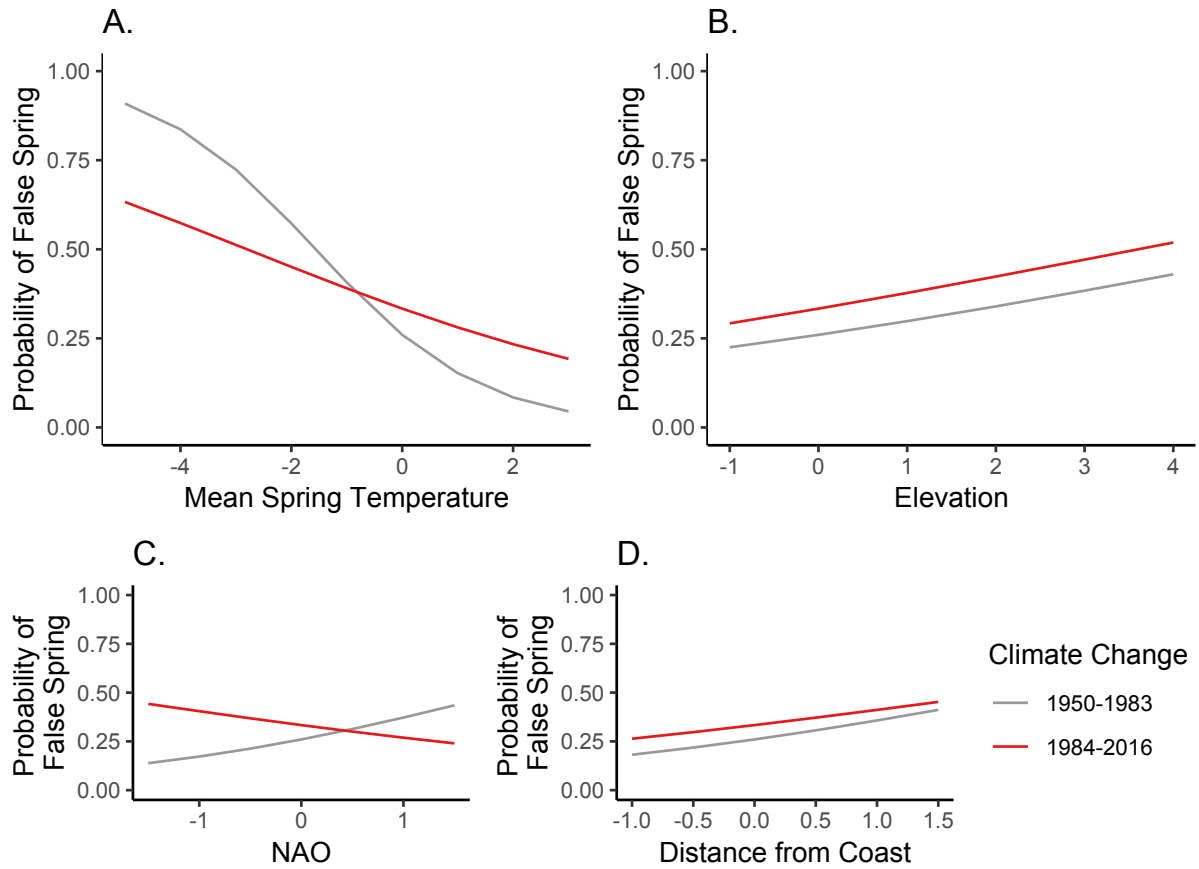 A.
Probability of False Spring
1.00
0.75
0.50
0.25
0.00
-4
-2
0
2
Mean Spring Temperature
B.
Probability of False Spring
1.00
0.75
0.50
0.25
0.00
-1
0
1
2
3
4
Elevation
C.
Probability of
False Spring
1.00
0.75
0.50
0.25
0.00
-1
0
1
NAO
D.
Probability of
False Spring
1.00
0.75
0.50
0.25
0.00
-1.0
-0.5
0.0
0.5
1.0
1.5
Distance from Coast
Climate Change
1950-1983
1984-2016